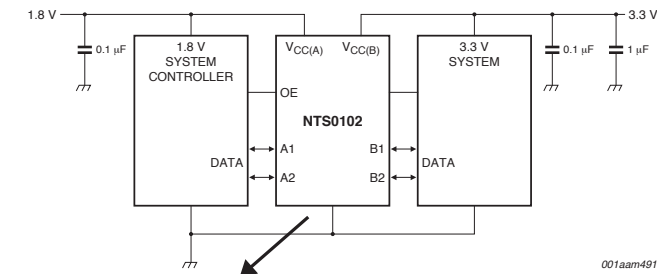 1.8 V
3.3 V
0.1 μF
1.8 V
SYSTEM
CONTROLLER
VCC(A)
VCC(B)
3.3 V
SYSTEM
0.1 μF
1 μF
OE
NTS0102
DATA
A1
A2
B1
B2
DATA
001aam491